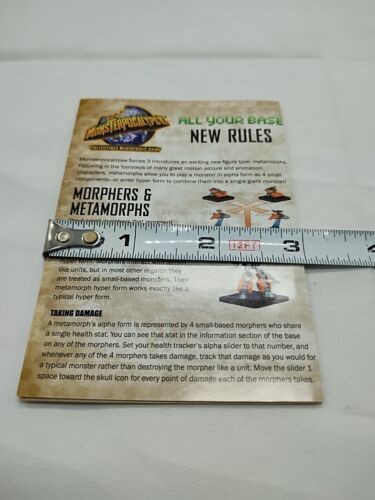 MONSTERPOCALYPSE
COLLECTIBLE MINIATURES GAME
ALL YOUR BASE
NEW RULES
Monsterpocalypse Series 3 introduces an exciting new figure type: metamorphs.
Following in the footsteps of many great motion picture and animation
characters, metamorphs allow you to play a monster in alpha form as 4 small
components—or enter hyper form to combine them into a single giant monster!
MORPHERS &
METAMORPHS
1 2 12FT 3 4
like units, but in most other regards they
are treated as small-based monsters. Their
metamorph hyper form works exactly like a
typical hyper form.
TAKING DAMAGE
A metamorph's alpha form is represented by 4 small-based morphers who share
a single health stat. You can see that stat in the information section of the base
on any of the morphers. Set your health tracker's alpha slider to that number, and
whenever any of the 4 morphers takes damage, track that damage as you would for
a typical monster rather than destroying the morpher like a unit. Move the slider 1
space toward the skull icon for every point of damage each of the morphers takes.